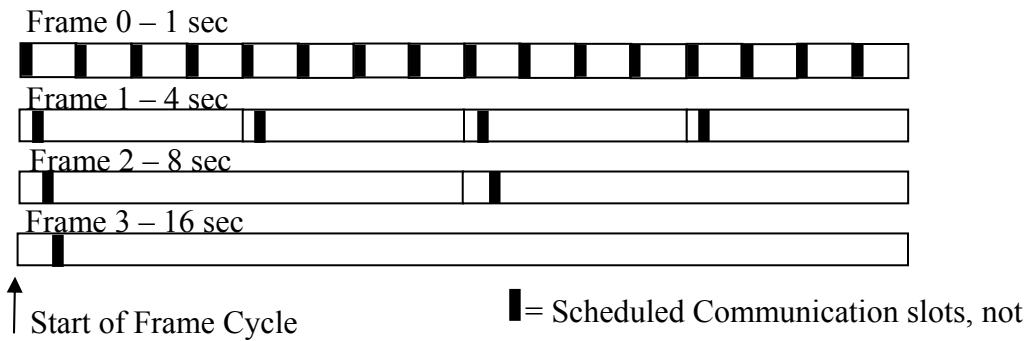 Frame 0 – 1 sec
Frame 1 – 4 sec
Frame 2 – 8 sec
Frame 3 – 16 sec
Start of Frame Cycle
= Scheduled Communication slots, not